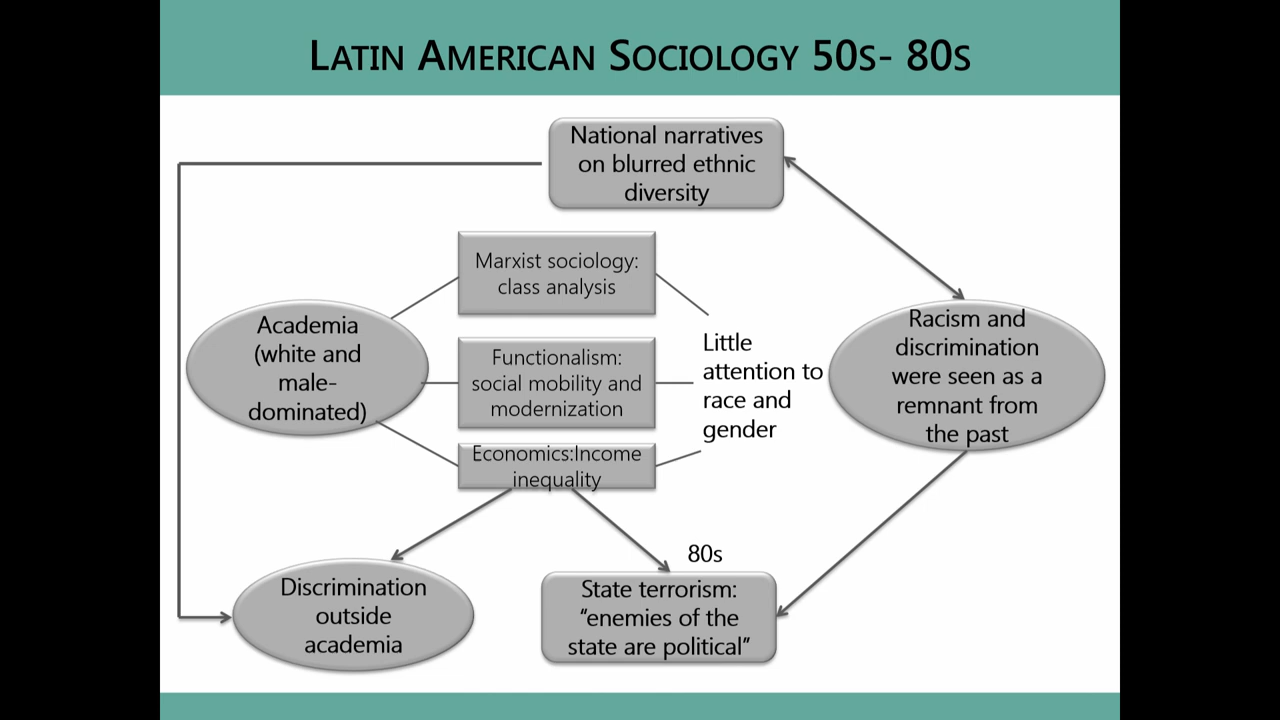 LATIN AMERICAN SOCIOLOGY 50S- 80S
National narratives
on blurred ethnic
diversity
Marxist sociology:
class analysis
Academia
(white and
male-
dominated)
Functionalism:
social mobility and
modernization
Economics:Income
inequality
Little
attention to
race and
gender
Racism and
discrimination
were seen as a
remnant from
the past
Discrimination
outside
academia
80s
State terrorism:
“enemies of the
state are political”